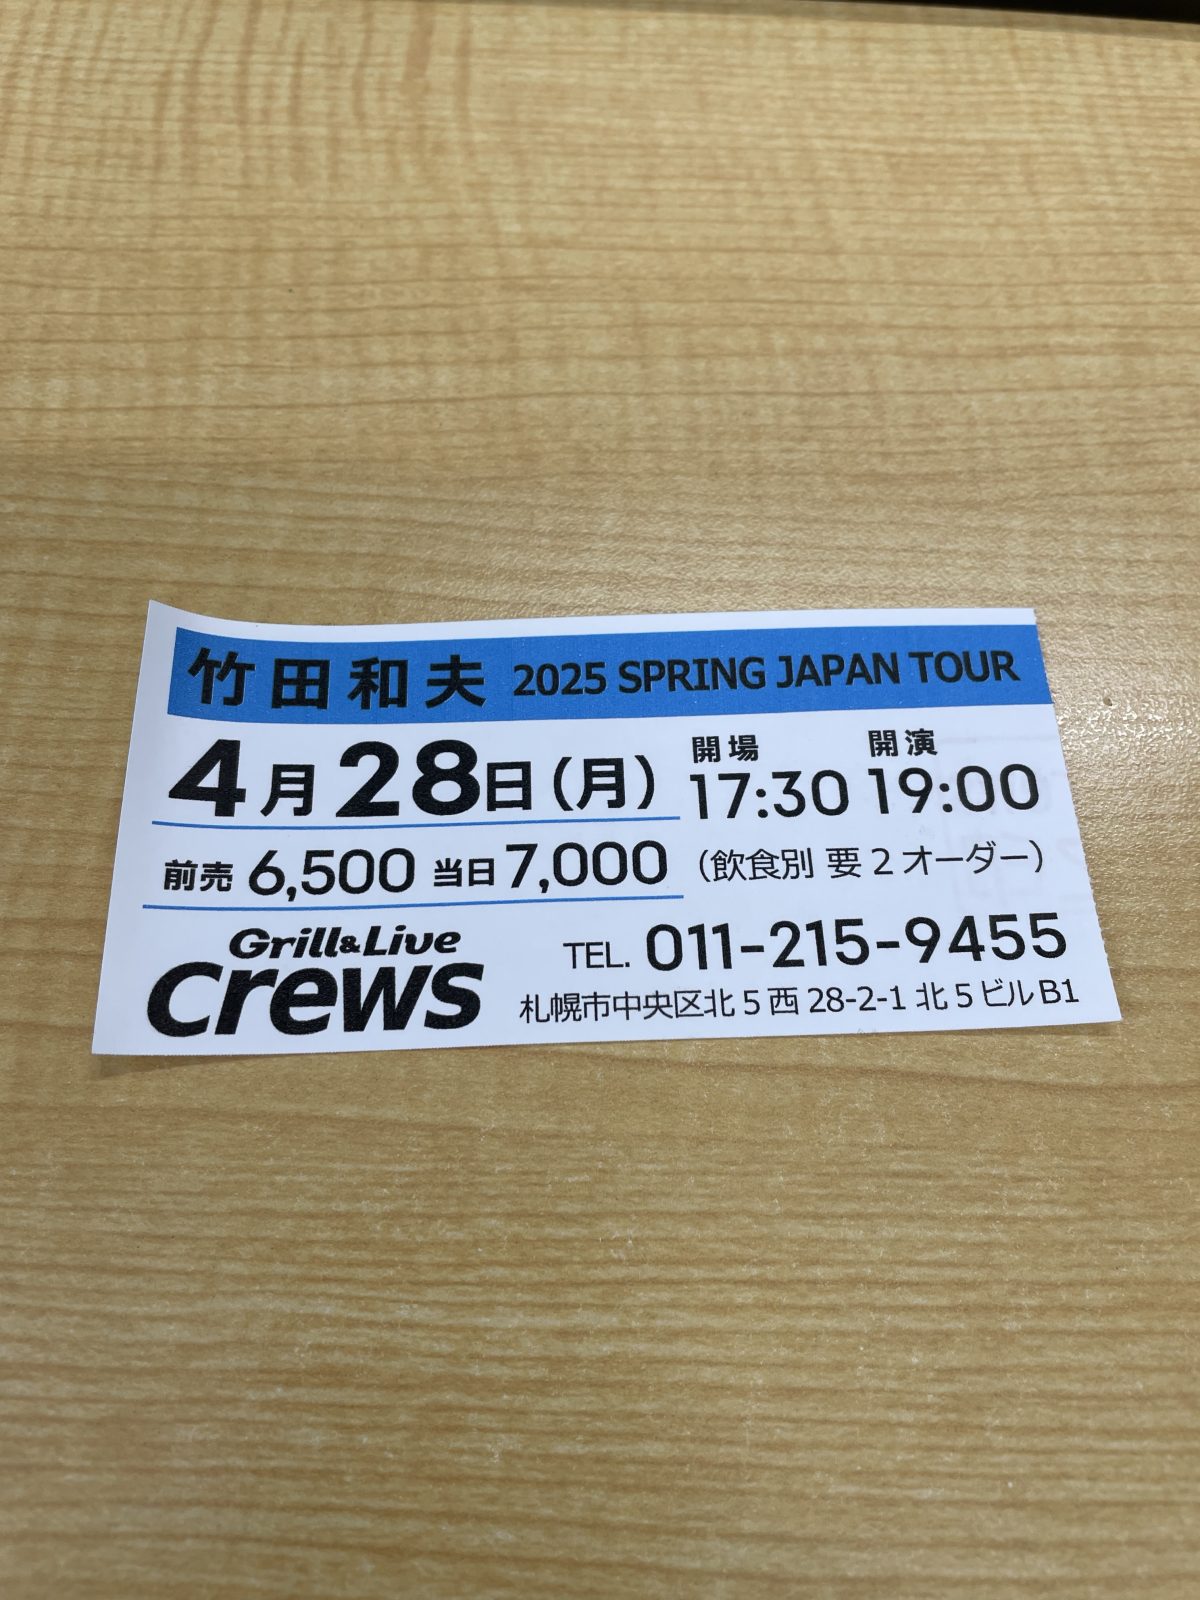 竹田和夫 2025 SPRING JAPAN TOUR
4月28日(月) 開場 17:30 開演 19:00
前売 6,500 当日 7,000 (飲食別 要2オーダー)
Grill&Live
crews
TEL. 011-215-9455
札幌市中央区北5西28-2-1 北5ビルB1